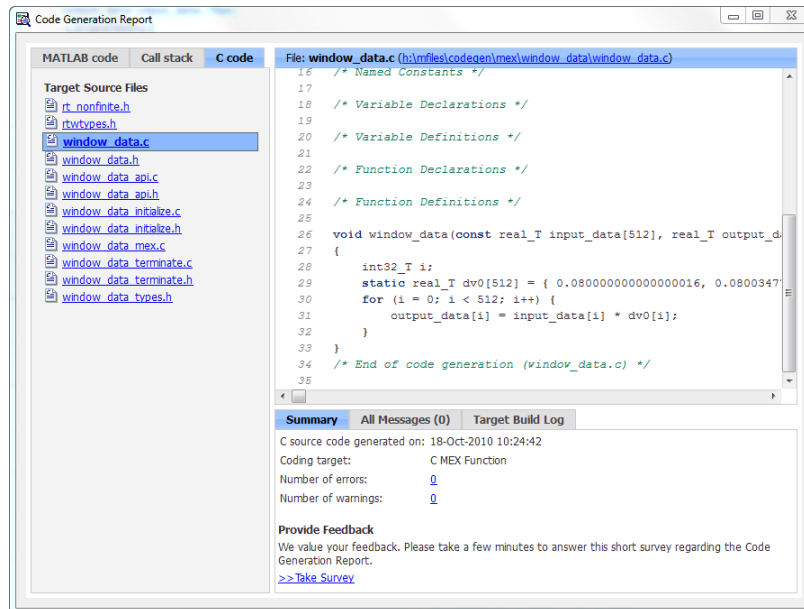 Code Generation Report
MATLAB code Call stack C code
Target Source Files
rt_nonfinite.h
rtwtypes.h
window_data.c
window_data.h
window_data_api.c
window_data_api.h
window_data_initialize.c
window_data_initialize.h
window_data_mex.c
window_data_terminate.c
window_data_terminate.h
window_data_types.h
File: window_data.c (h:\mfiles\codegen\mex\window_data\window_data.c)
16 /* Named Constants */
17
18 /* Variable Declarations */
19
20 /* Variable Definitions */
21
22 /* Function Declarations */
23
24 /* Function Definitions */
25
26 void window_data(const real_T input_data[512], real_T output_d
27 {
28 int32_T i;
29 static real_T dv0[512] = { 0.080000000000000016, 0.0800347
30 for (i = 0; i < 512; i++) {
31 output_data[i] = input_data[i] * dv0[i];
32 }
33 }
34 /* End of code generation (window_data.c) */
35
Summary All Messages (0) Target Build Log
C source code generated on: 18-Oct-2010 10:24:42
Coding target: C MEX Function
Number of errors: 0
Number of warnings: 0
Provide Feedback
We value your feedback. Please take a few minutes to answer this short survey regarding the Code
Generation Report.
>>Take Survey